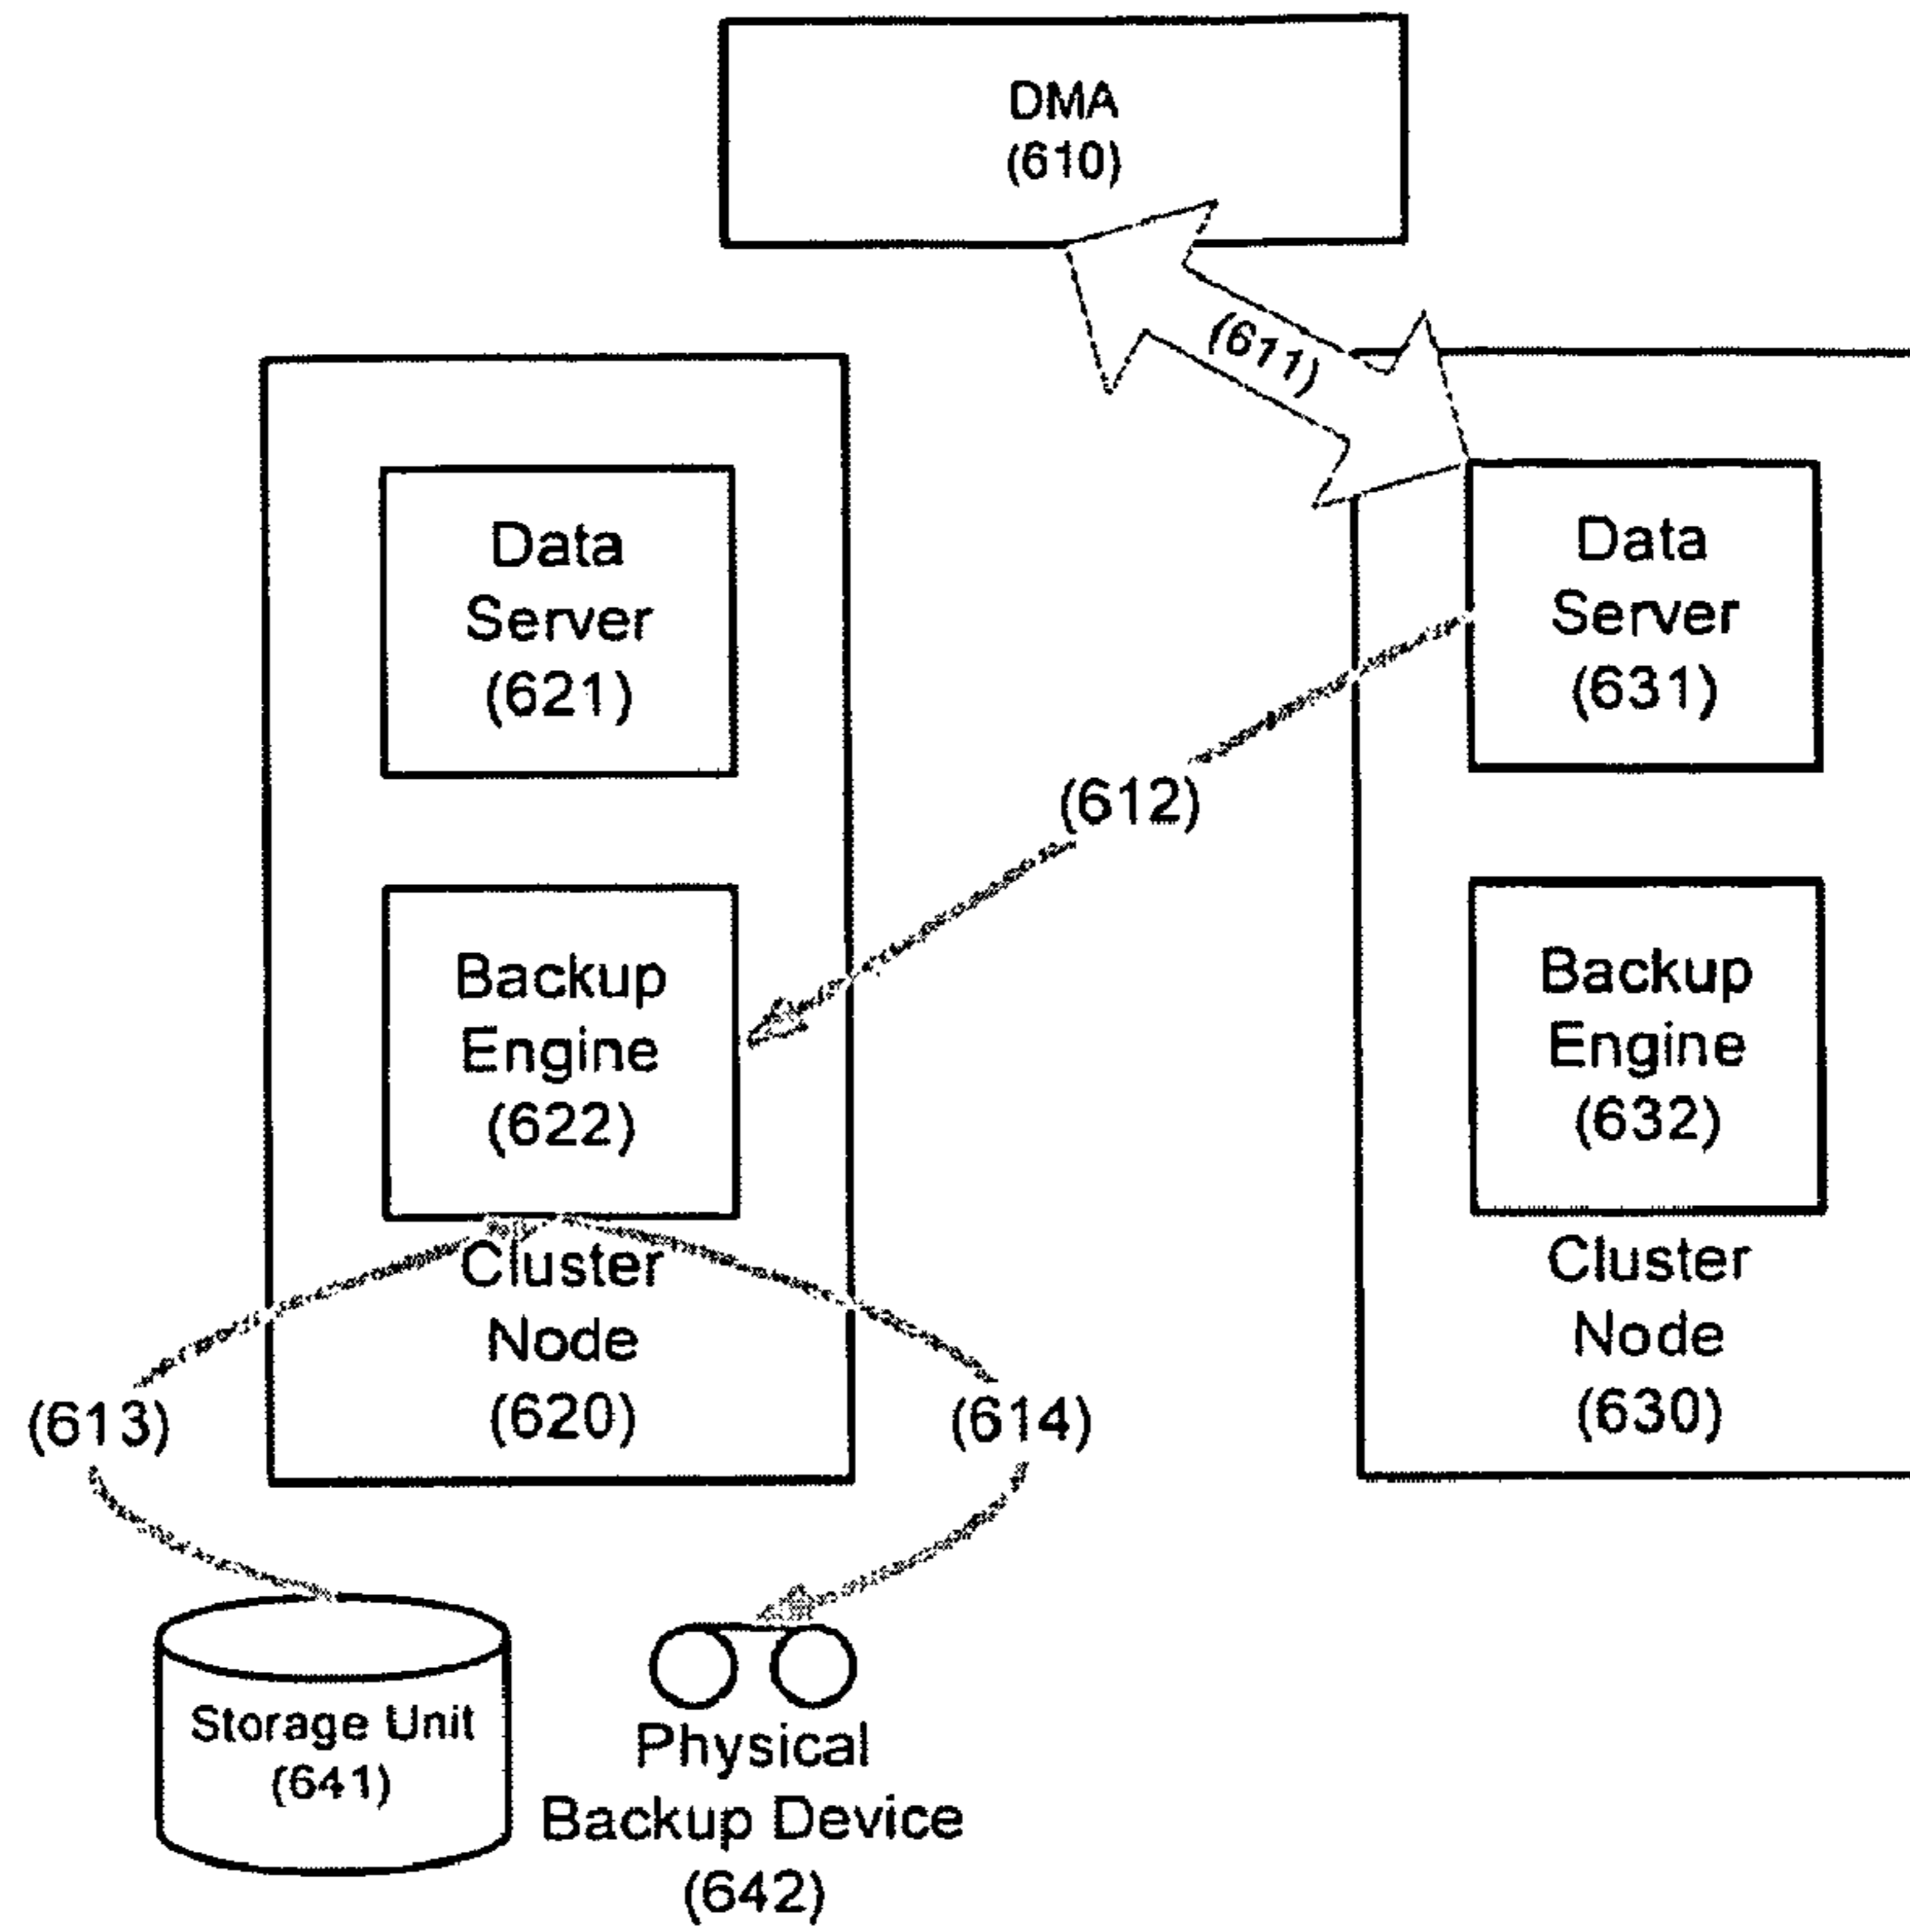 DMA
(610)
(611)
Data
Server
(621)
Data
Server
(631)
(612)
Backup
Engine
(622)
Backup
Engine
(632)
Cluster
Node
(620)
Cluster
Node
(630)
(613)
(614)
Storage Unit
(641)
Physical
Backup Device
(642)